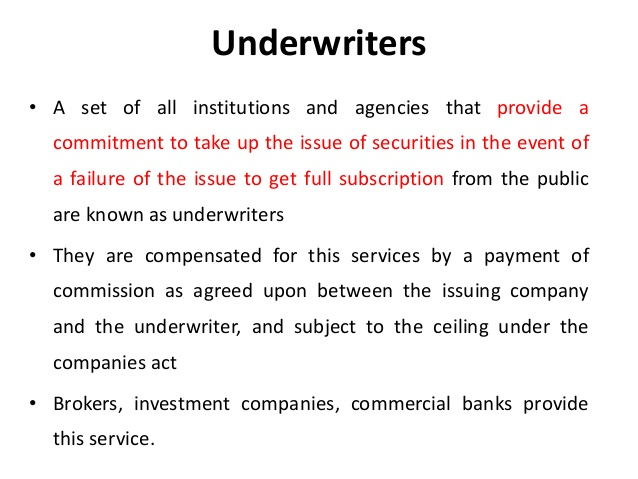 Underwriters
• A set of all institutions and agencies that provide a
commitment to take up the issue of securities in the event of
a failure of the issue to get full subscription from the public
are known as underwriters
• They are compensated for this services by a payment of
commission as agreed upon between the issuing company
and the underwriter, and subject to the ceiling under the
companies act
• Brokers, investment companies, commercial banks provide
this service.